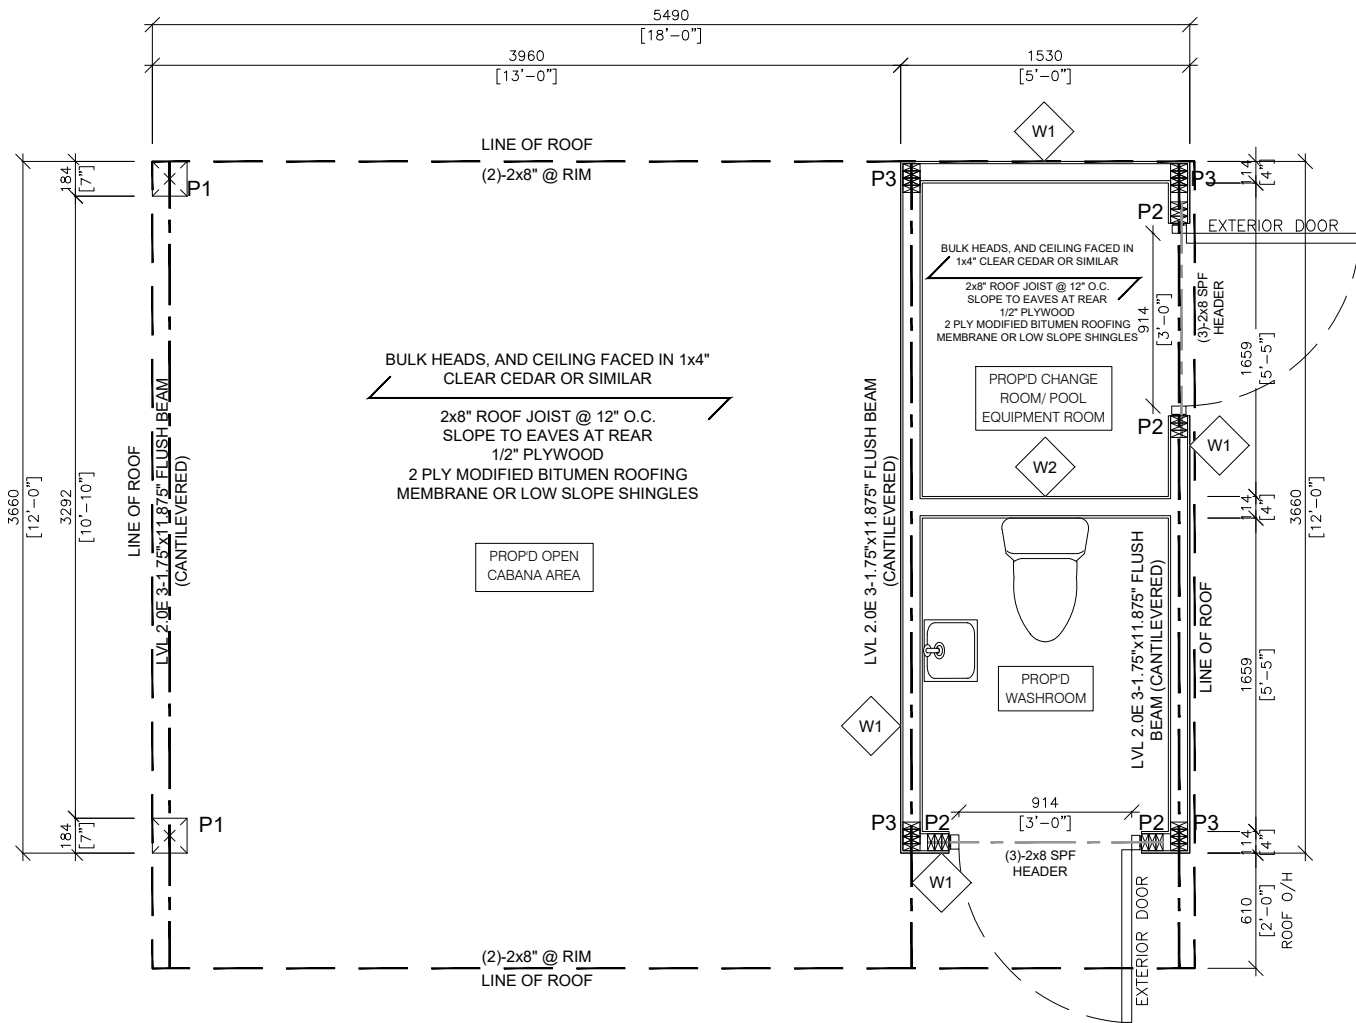 5490
[18'-0"]
3960
[13'-0"]
1530
[5'-0"]
W1
LINE OF ROOF
(2)-2x8" @ RIM
184
[7"]
P1
P3
P3
114
[4"]
P2
EXTERIOR DOOR
BULK HEADS, AND CEILING FACED IN
1x4" CLEAR CEDAR OR SIMILAR
2x8" ROOF JOIST @ 12" O.C.
SLOPE TO EAVES AT REAR
1/2" PLYWOOD
2 PLY MODIFIED BITUMEN ROOFING
MEMBRANE OR LOW SLOPE SHINGLES
914
[3'-0"]
(3)-2x8 SPF
HEADER
1659
[5'-5"]
BULK HEADS, AND CEILING FACED IN 1x4"
CLEAR CEDAR OR SIMILAR
2x8" ROOF JOIST @ 12" O.C.
SLOPE TO EAVES AT REAR
1/2" PLYWOOD
2 PLY MODIFIED BITUMEN ROOFING
MEMBRANE OR LOW SLOPE SHINGLES
PROP'D CHANGE
ROOM/ POOL
EQUIPMENT ROOM
P2
W1
W2
3660
[12'-0"]
3292
[10'-10"]
LINE OF ROOF
LVL 2.0E 3-1.75"x11.875" FLUSH BEAM
(CANTILEVERED)
LVL 2.0E 3-1.75"x11.875" FLUSH BEAM
(CANTILEVERED)
114
[4"]
3660
[12'-0"]
PROP'D OPEN
CABANA AREA
LVL 2.0E 3-1.75"x11.875" FLUSH
BEAM (CANTILEVERED)
LINE OF ROOF
1659
[5'-5"]
PROP'D
WASHROOM
W1
914
[3'-0"]
184
[7"]
P1
P3
P2
P2
P3
114
[4"]
(3)-2x8 SPF
HEADER
W1
610
[2'-0"]
ROOF O/H
EXTERIOR DOOR
(2)-2x8" @ RIM
LINE OF ROOF